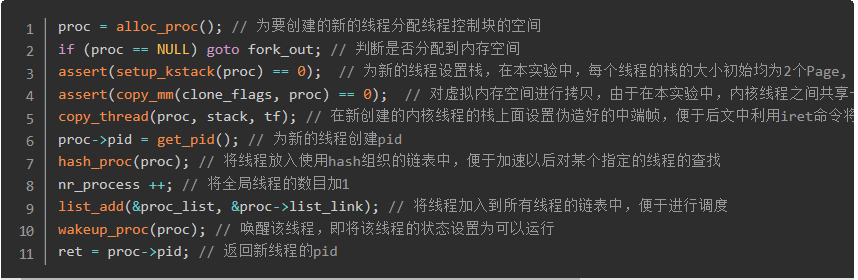 1 proc = alloc_proc(); // 为要创建的新的线程分配线程控制块的空间
2 if (proc == NULL) goto fork_out; // 判断是否分配到内存空间
3 assert(setup_kstack(proc) == 0);  // 为新的线程设置栈，在本实验中，每个线程的栈的大小初始均为2个Page,
4 assert(copy_mm(clone_flags, proc) == 0);  // 对虚拟内存空间进行拷贝，由于在本实验中，内核线程之间共享一
5 copy_thread(proc, stack, tf); // 在新创建的内核线程的栈上面设置伪造好的中端帧，便于后文中利用iret命令将
6 proc->pid = get_pid(); // 为新的线程创建pid
7 hash_proc(proc); // 将线程放入使用hash组织的链表中，便于加速以后对某个指定的线程的查找
8 nr_process ++; // 将全局线程的数目加1
9 list_add(&proc_list, &proc->list_link); // 将线程加入到所有线程的链表中，便于进行调度
10 wakeup_proc(proc); // 唤醒该线程，即将该线程的状态设置为可以运行
11 ret = proc->pid; // 返回新线程的pid